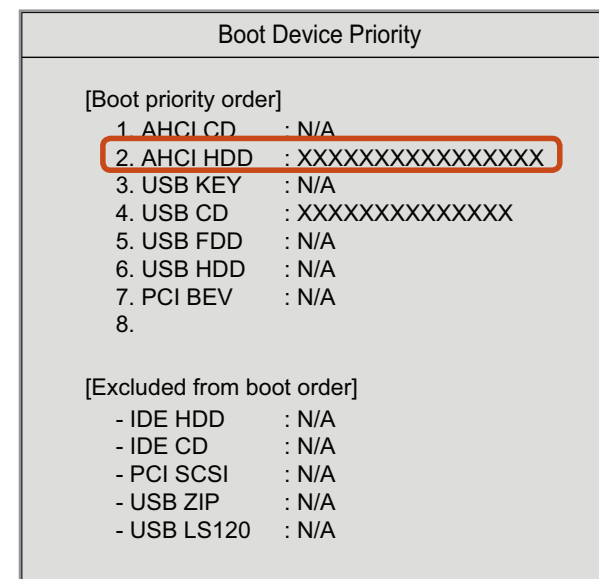 Boot Device Priority
[Boot priority order]
1. AHCI CD : N/A
2. AHCI HDD : XXXXXXXXXXXXXXXX
3. USB KEY : N/A
4. USB CD : XXXXXXXXXXXXXX
5. USB FDD : N/A
6. USB HDD : N/A
7. PCI BEV : N/A
8.
[Excluded from boot order]
- IDE HDD : N/A
- IDE CD : N/A
- PCI SCSI : N/A
- USB ZIP : N/A
- USB LS120 : N/A